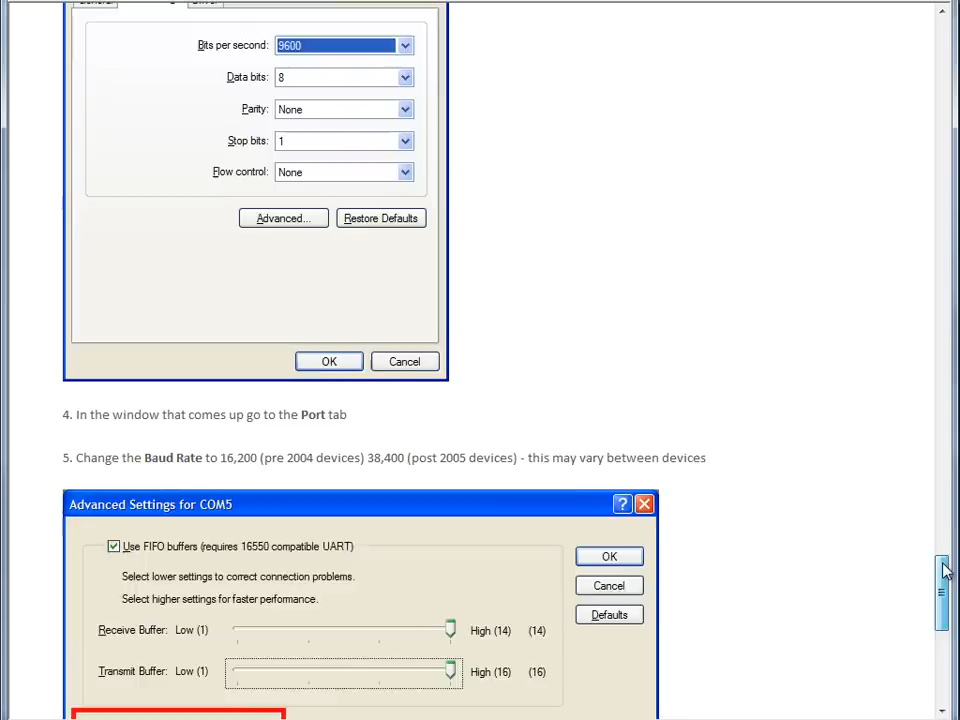 Bits per second: 9600
Data bits: 8
Parity: None
Stop bits: 1
Flow control: None
Advanced... Restore Defaults
OK Cancel
4. In the window that comes up go to the Port tab
5. Change the Baud Rate to 16,200 (pre 2004 devices) 38,400 (post 2005 devices) - this may vary between devices
Advanced Settings for COM5
Use FIFO buffers (requires 16550 compatible UART)
OK
Select lower settings to correct connection problems.
Cancel
Select higher settings for faster performance.
Defaults
Receive Buffer: Low (1) High (14) (14)
Transmit Buffer: Low (1) High (16) (16)